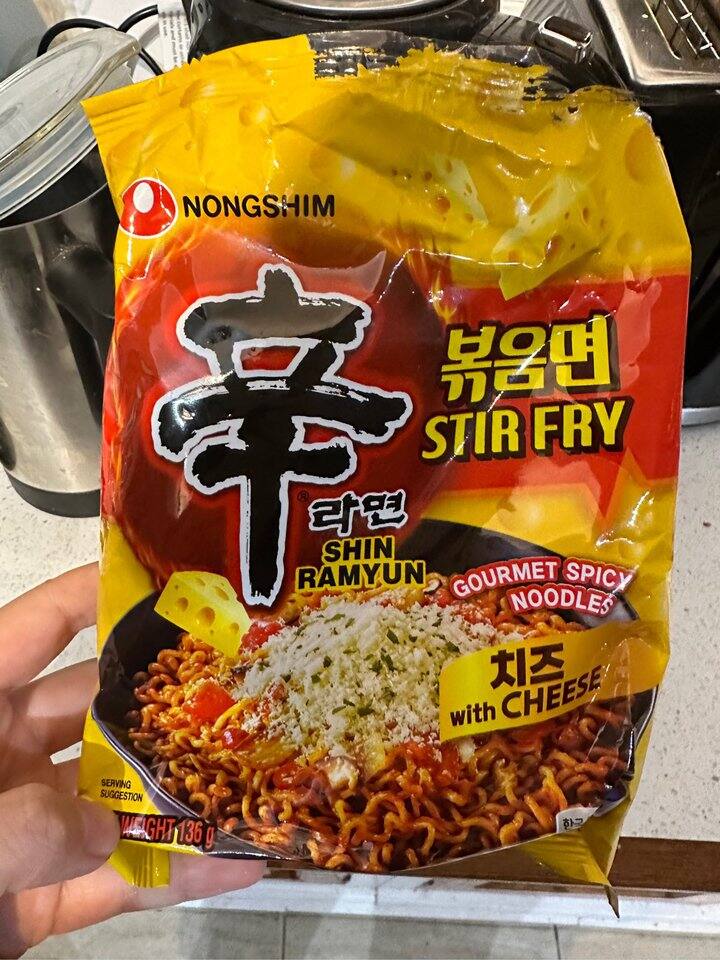 NONGSHIM
辛
볶음면
STIR FRY
®
라면
SHIN
RAMYUN
GOURMET SPICY
NOODLES
치즈
with CHEESE
SERVING
SUGGESTION
WEIGHT 136 g